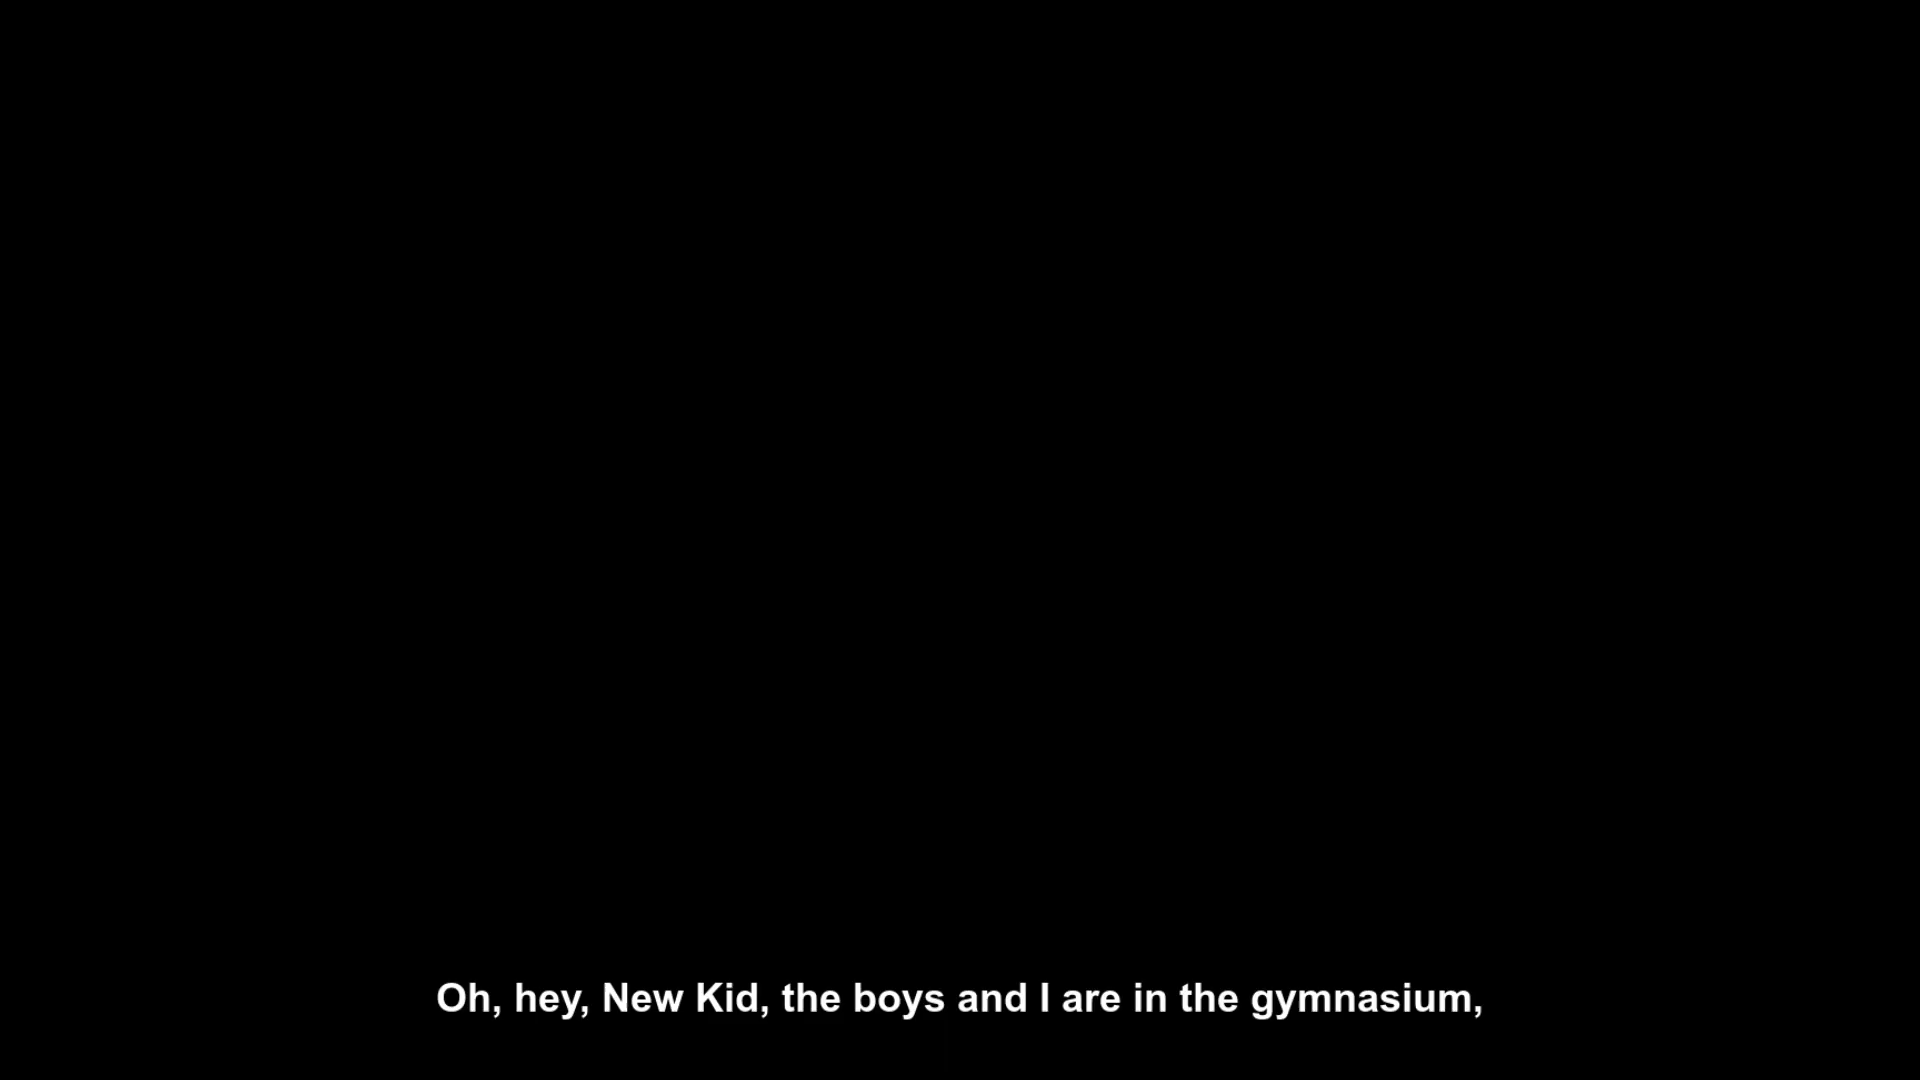 Oh, hey, New Kid, the boys and I are in the gymnasium,